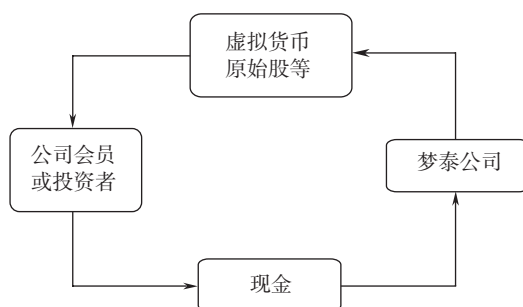 虚拟货币
原始股等
公司会员
或投资者
梦泰公司
现金